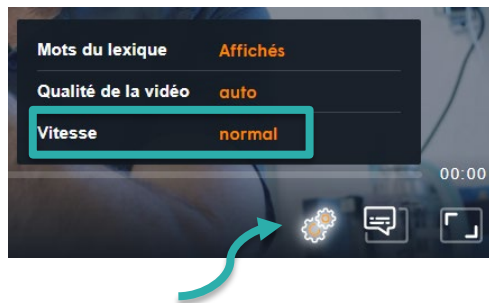 Mots du lexique Affichés
Qualité de la vidéo auto
Vitesse normal
00:00